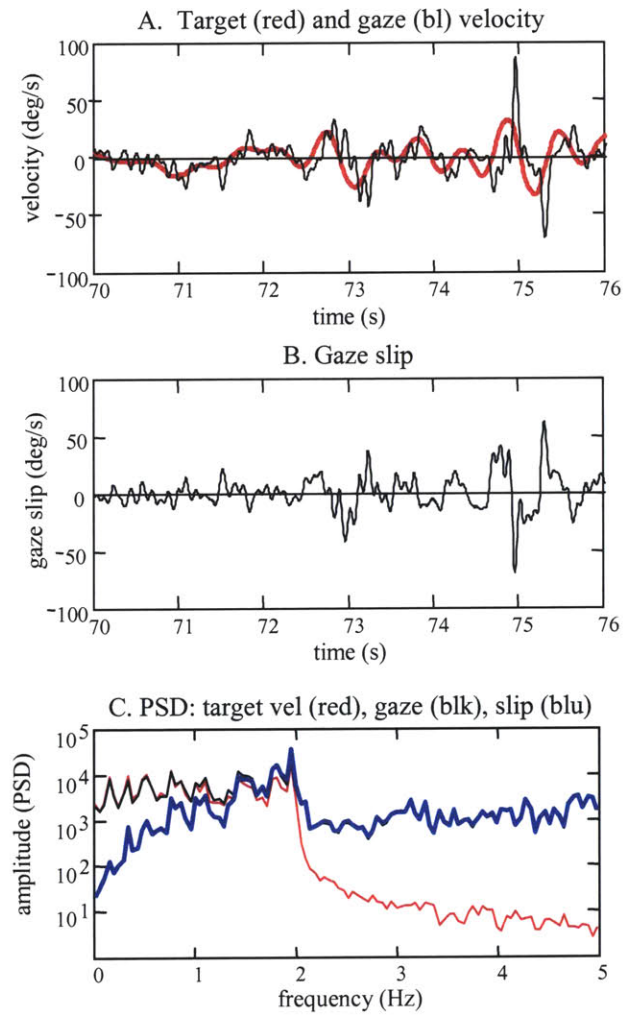 A. Target (red) and gaze (bl) velocity
100
50
0
−50
−100
velocity (deg/s)
70 71 72 73 74 75 76
time (s)
B. Gaze slip
100
50
0
−50
−100
gaze slip (deg/s)
70 71 72 73 74 75 76
time (s)
C. PSD: target vel (red), gaze (blk), slip (blu)
10^5
10^4
10^3
10^2
10^1
amplitude (PSD)
0 1 2 3 4 5
frequency (Hz)